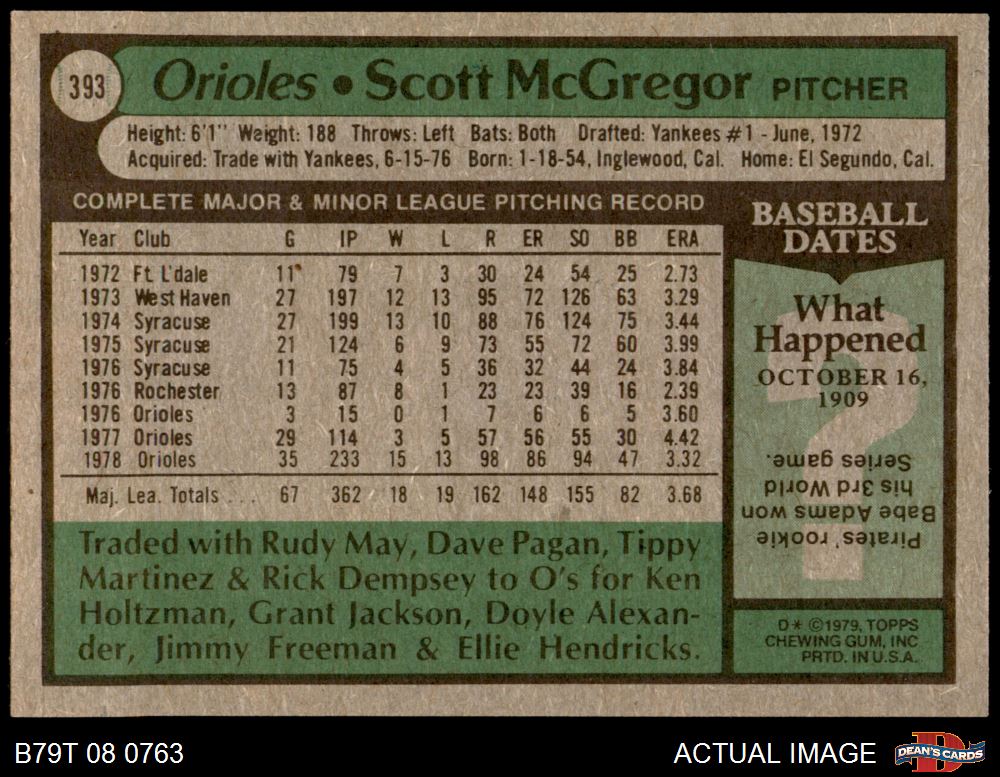 393
Orioles • Scott McGregor PITCHER
Height: 6'1" Weight: 188 Throws: Left Bats: Both Drafted: Yankees #1 - June, 1972
Acquired: Trade with Yankees, 6-15-76 Born: 1-18-54, Inglewood, Cal. Home: El Segundo, Cal.
COMPLETE MAJOR & MINOR LEAGUE PITCHING RECORD
Year Club G IP W L R ER SO BB ERA
1972 Ft. L'dale 11 79 7 3 30 24 54 25 2.73
1973 West Haven 27 197 12 13 95 72 126 63 3.29
1974 Syracuse 27 199 13 10 88 76 124 75 3.44
1975 Syracuse 21 124 6 9 73 55 72 60 3.99
1976 Syracuse 11 75 4 5 36 32 44 24 3.84
1976 Rochester 13 87 8 1 23 23 39 16 2.39
1976 Orioles 3 15 0 1 7 6 6 5 3.60
1977 Orioles 29 114 3 5 57 56 55 30 4.42
1978 Orioles 35 233 15 13 98 86 94 47 3.32
Maj. Lea. Totals . . . 67 362 18 19 162 148 155 82 3.68
Traded with Rudy May, Dave Pagan, Tippy
Martinez & Rick Dempsey to O's for Ken
Holtzman, Grant Jackson, Doyle Alexan-
der, Jimmy Freeman & Ellie Hendricks.
BASEBALL
DATES
What
Happened
OCTOBER 16,
1909
?
Pirates' rookie
Babe Adams won
his 3rd World
Series game.
D* ©1979, TOPPS
CHEWING GUM, INC
PRTD. IN U.S.A.
B79T 08 0763
ACTUAL IMAGE
D
DEAN'S CARDS